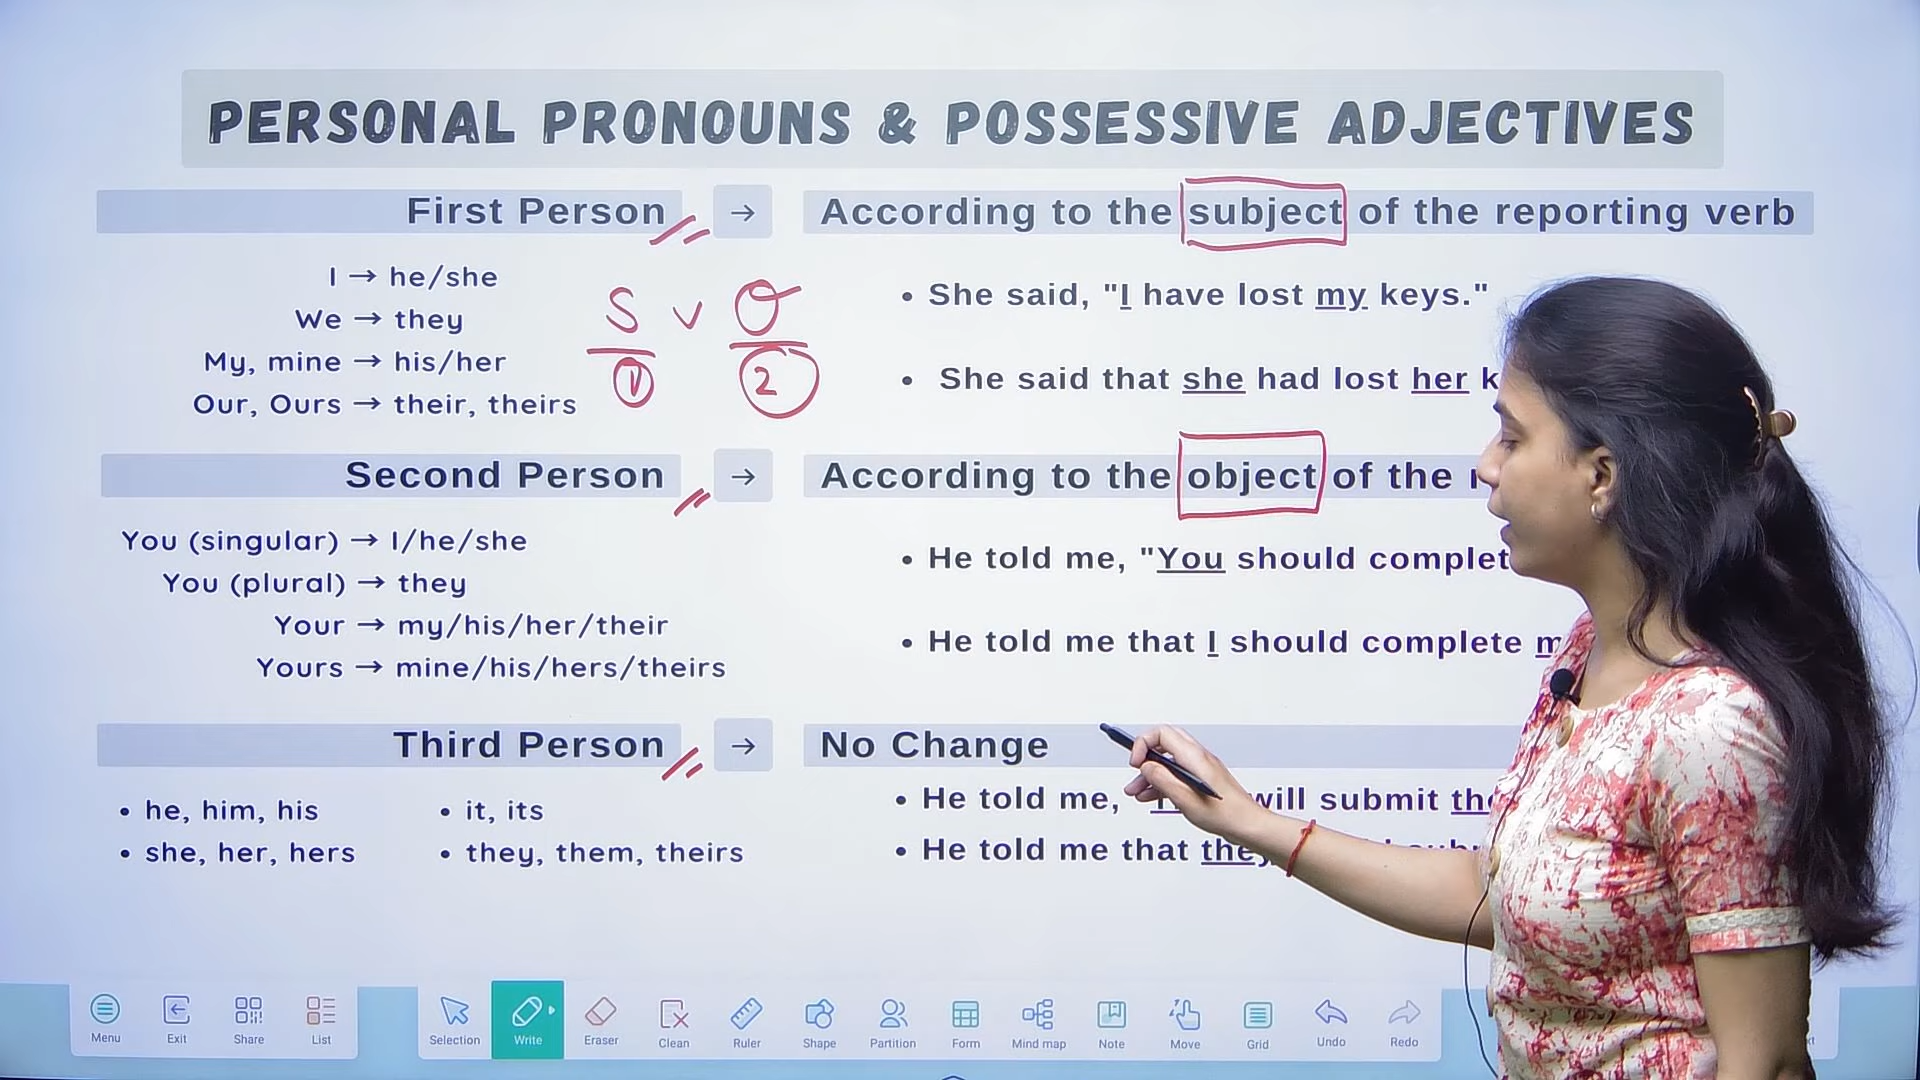 PERSONAL PRONOUNS & POSSESSIVE ADJECTIVES
First Person → According to the subject of the reporting verb
I → he/she
We → they
My, mine → his/her
Our, Ours → their, theirs
S V O
1 2
• She said, "I have lost my keys."
• She said that she had lost her
Second Person → According to the object of the
You (singular) → I/he/she
You (plural) → they
Your → my/his/her/their
Yours → mine/his/hers/theirs
• He told me, "You should
• He told me that I should complete
Third Person → No Change
• he, him, his
• she, her, hers
• it, its
• they, them, theirs
• He told me, will submit
• He told me that they
Menu Exit Share List Selection Write Eraser Clean Ruler Shape Partition Form Mind map Note Move Grid Undo Redo